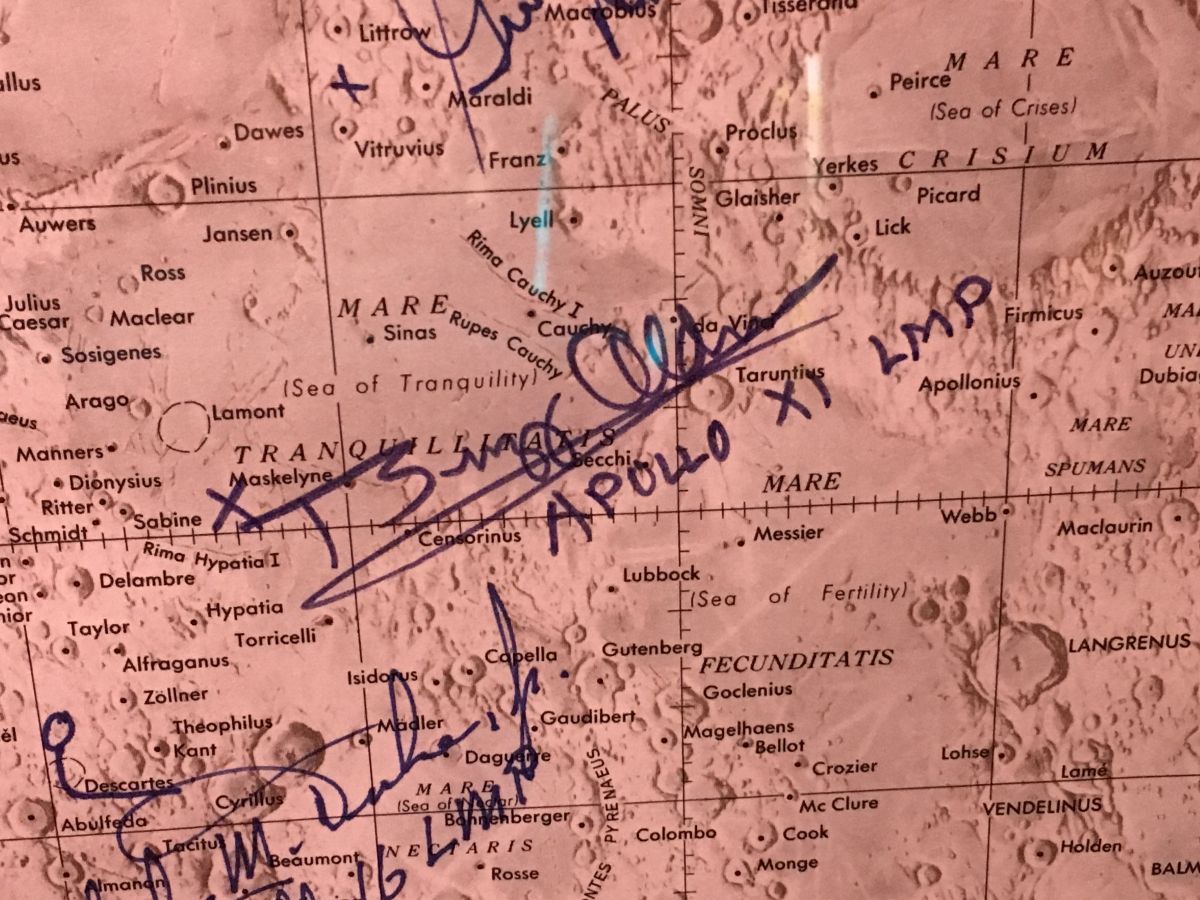 Littrow
Macrobius
Tisserand
MARE
Peirce
(Sea of Crises)
Maraldi
PALUS
Dawes
Vitruvius
Franz
Proclus
Yerkes
CRISIUM
Plinius
SOMNI
Glaisher
Picard
Auwers
Jansen
Lyell
Lick
Rima Cauchy I
Ross
Julius
Caesar
Maclear
MARE
Sinas
Rupes Cauchy
Cauchy
da Vinci
Firmicus
Sosigenes
(Sea of Tranquility)
Taruntius
Apollonius
Arago
Lamont
Manners
TRANQUILLITATIS
Secchi
MARE
SPUMANS
Dionysius
Maskelyne
MARE
Ritter
Sabine
X Buzz Aldrin
APOLLO XI LMP
Webb
Maclaurin
Schmidt
Rima Hypatia I
Censorinus
Messier
Delambre
Lubbock
(Sea of Fertility)
Hypatia
Taylor
Torricelli
Alfraganus
Capella
Gutenberg
FECUNDITATIS
LANGRENUS
Isidorus
Zöllner
Goclenius
Theophilus
Mädler
Gaudibert
Magelhaens
Kant
Daguerre
Bellot
Lohse
Crozier
Lamé
Descartes
Cyrillus
MARE
(Sea of Nectar)
Mc Clure
VENDELINUS
Abulfeda
Bohnenberger
PYRENAEUS
Colombo
Cook
Holden
Tacitus
NECTARIS
Beaumont
Rosse
Monge
Almanon
16 LMP